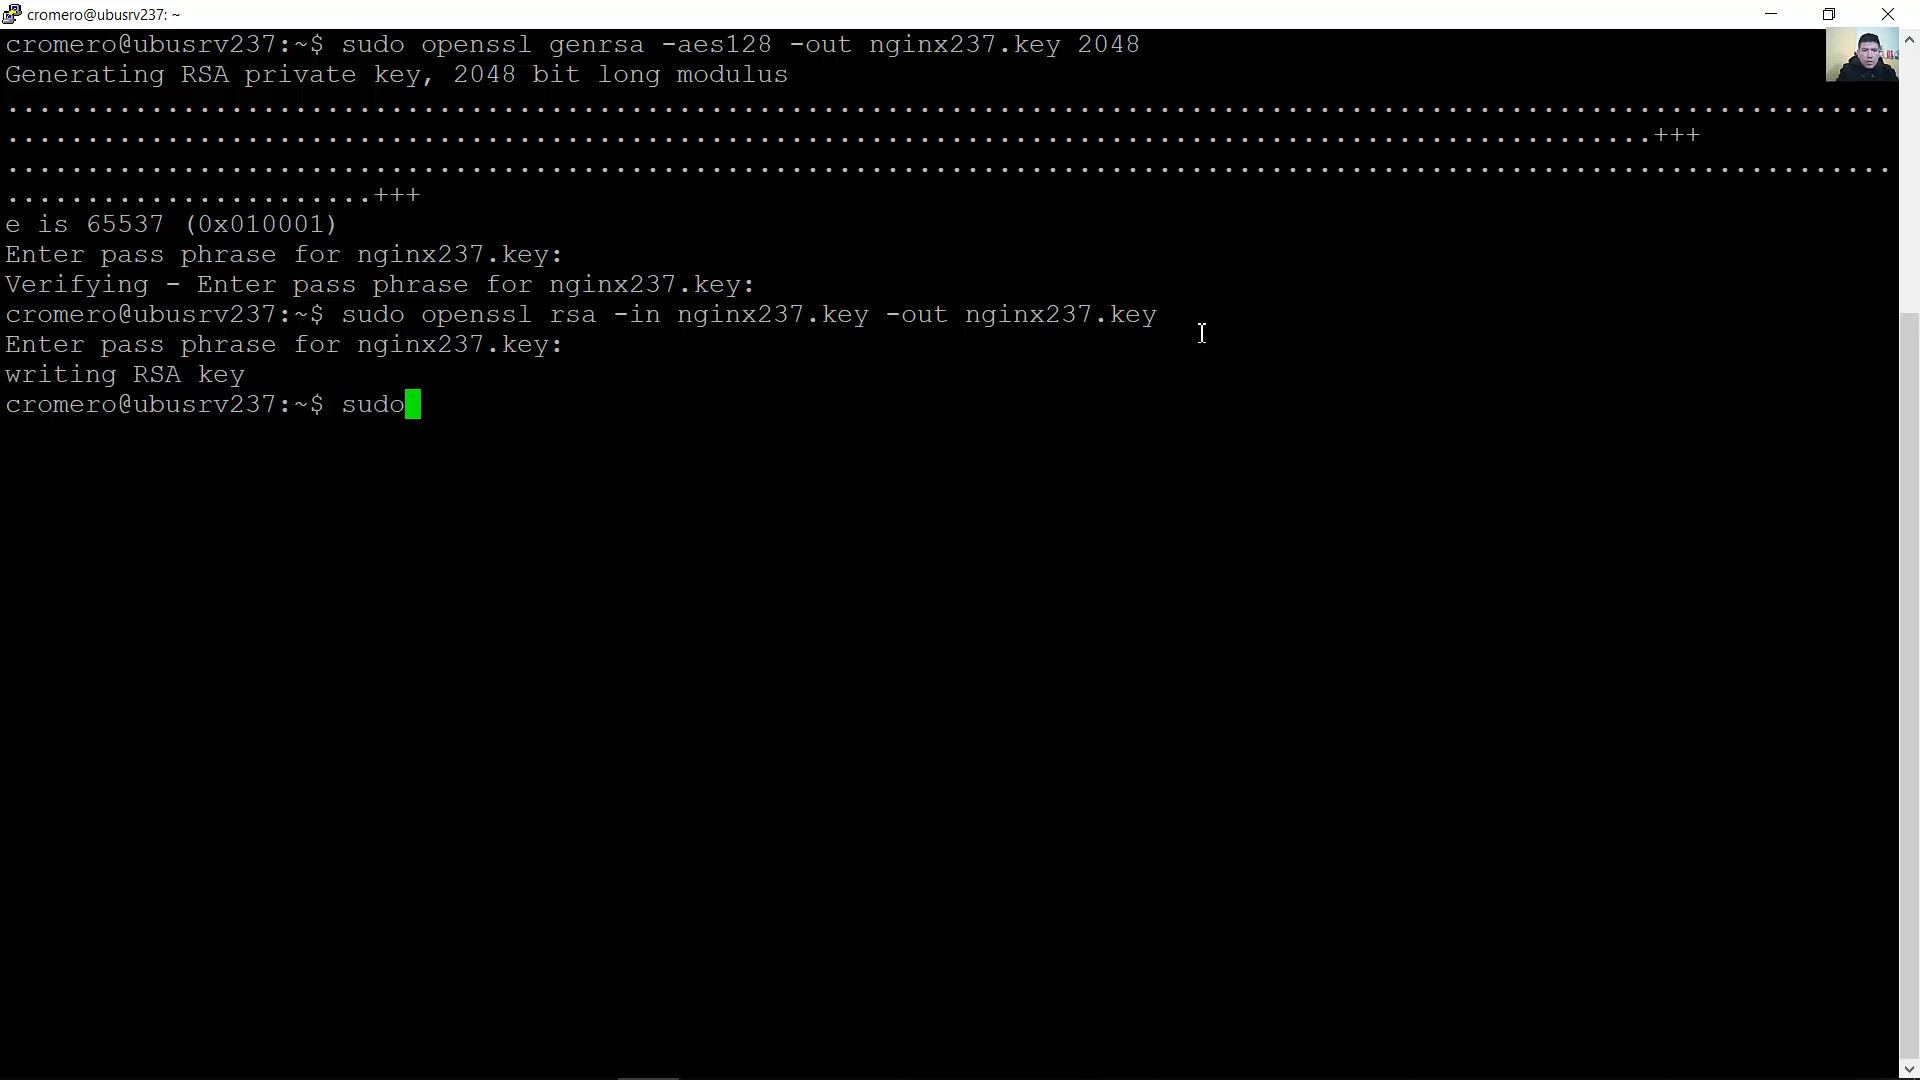 cromero@ubusrv237: ~
cromero@ubusrv237:~$ sudo openssl genrsa -aes128 -out nginx237.key 2048
Generating RSA private key, 2048 bit long modulus
......................................................................................................................
.......................................................................................................+++
......................................................................................................................
.......................+++
e is 65537 (0x010001)
Enter pass phrase for nginx237.key:
Verifying - Enter pass phrase for nginx237.key:
cromero@ubusrv237:~$ sudo openssl rsa -in nginx237.key -out nginx237.key
Enter pass phrase for nginx237.key:
writing RSA key
cromero@ubusrv237:~$ sudo